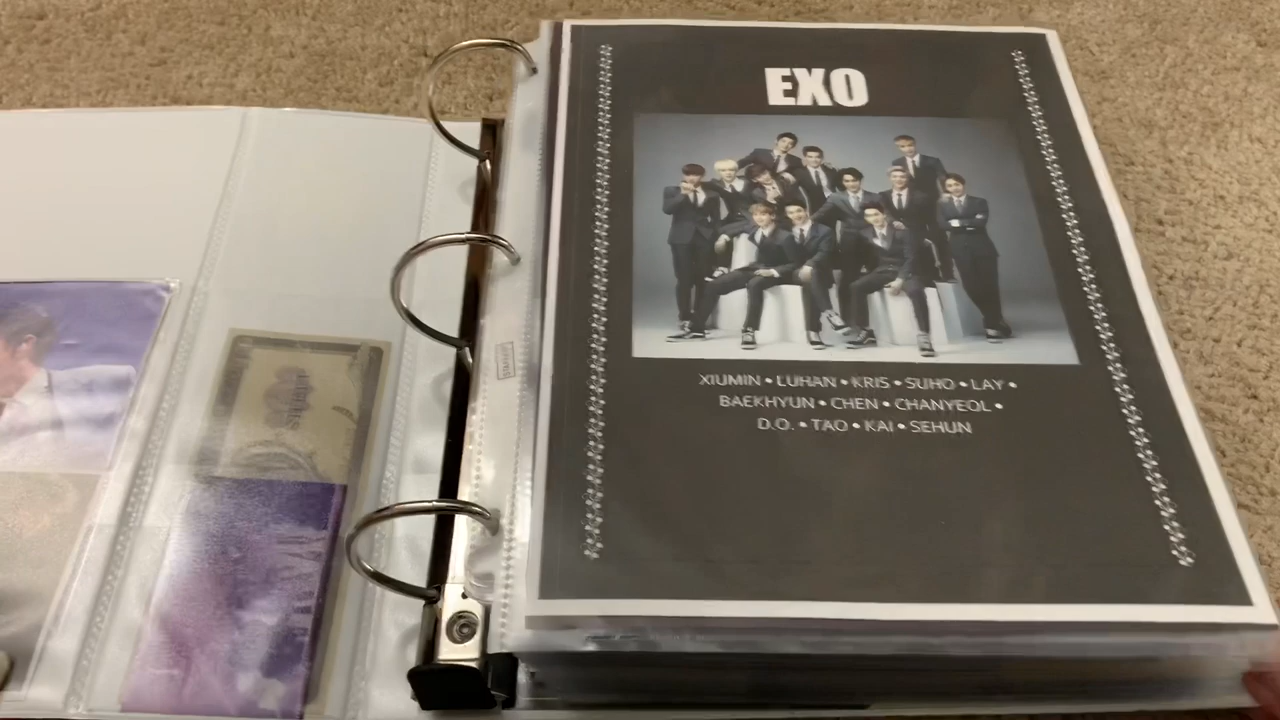 EXO
XIUMIN • LUHAN • KRIS • SUHO • LAY •
BAEKHYUN • CHEN • CHANYEOL •
D.O. • TAO • KAI • SEHUN